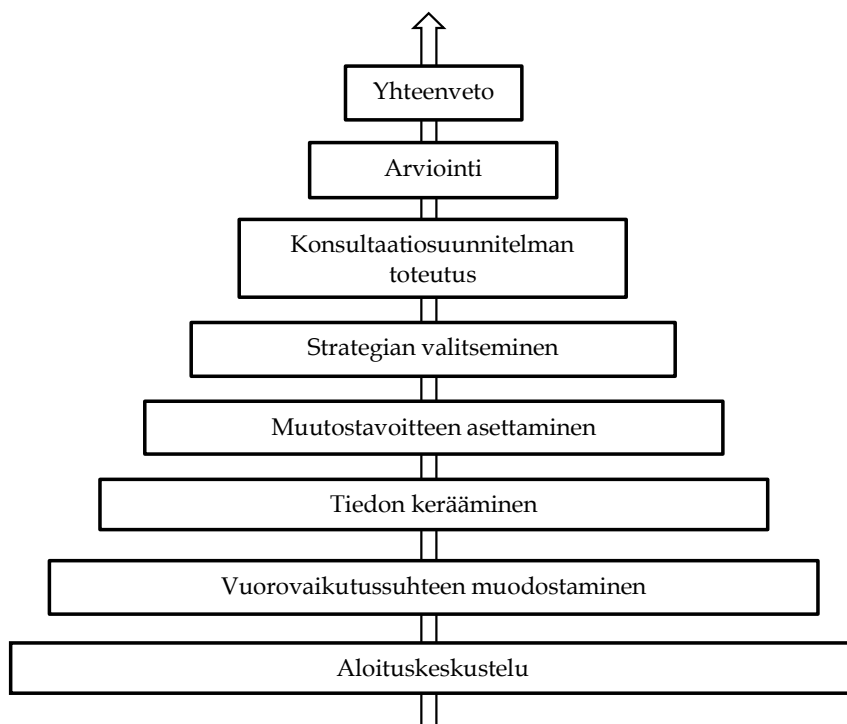 Yhteenveto
Arviointi
Konsultaatiosuunnitelman
toteutus
Strategian valitseminen
Muutostavoitteen asettaminen
Tiedon kerääminen
Vuorovaikutussuhteen muodostaminen
Aloituskeskustelu